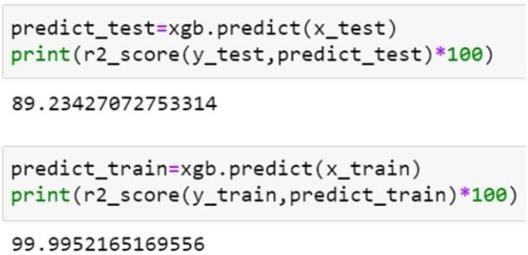 predict_test=xgb.predict(x_test)
print(r2_score(y_test,predict_test)*100)
89.23427072753314
predict_train=xgb.predict(x_train)
print(r2_score(y_train,predict_train)*100)
99.9952165169556